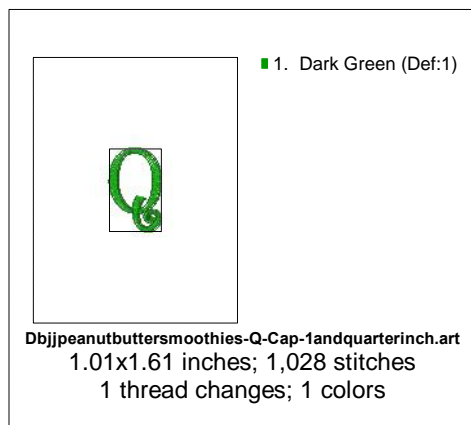 1. Dark Green (Def:1)
Q
Dbjjpeanutbuttersmoothies-Q-Cap-1andquarterinch.art
1.01x1.61 inches; 1,028 stitches
1 thread changes; 1 colors